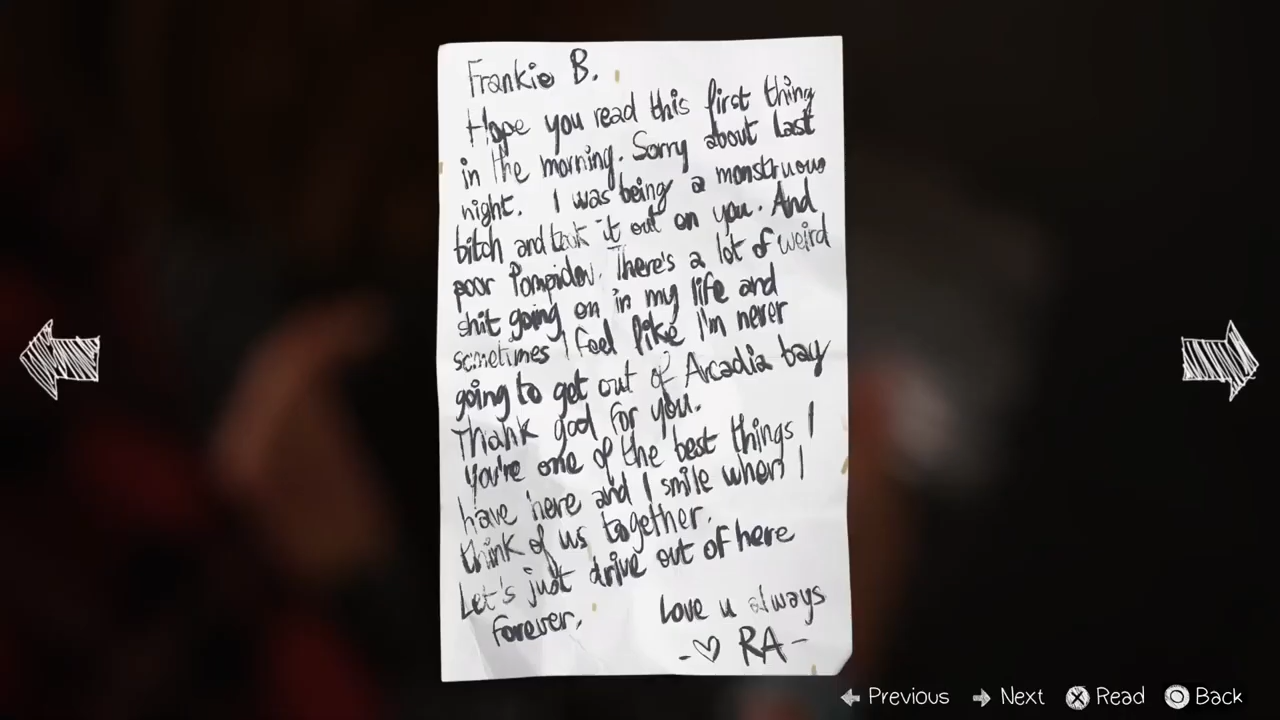 Frankie B.
Hope you read this first thing
in the morning. Sorry about last
night. I was being a monstruous
bitch and took it out on you. And
poor Pompidou. There's a lot of weird
shit going on in my life and
sometimes I feel like I'm never
going to get out of Arcadia bay
Thank god for you.
You're one of the best things I
have here and I smile when I
think of us together.
Let's just drive out of here
forever.
Love u always
-♡ RA-
Previous Next Read Back